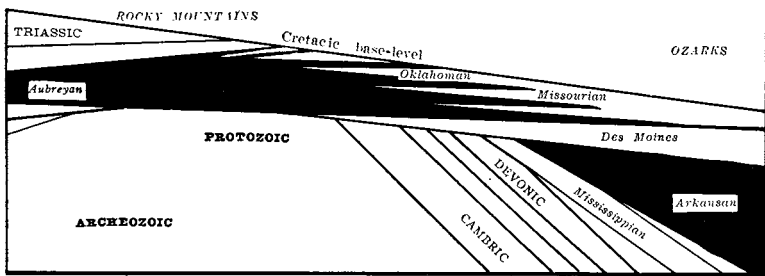 ROCKY MOUNTAINS
TRIASSIC
Cretacic base-level
OZARKS
Oklahoman
Aubreyan
Missourian
Des Moines
PROTOZOIC
DEVONIC
Mississippian
Arkansan
ARCHEOZOIC
CAMBRIC